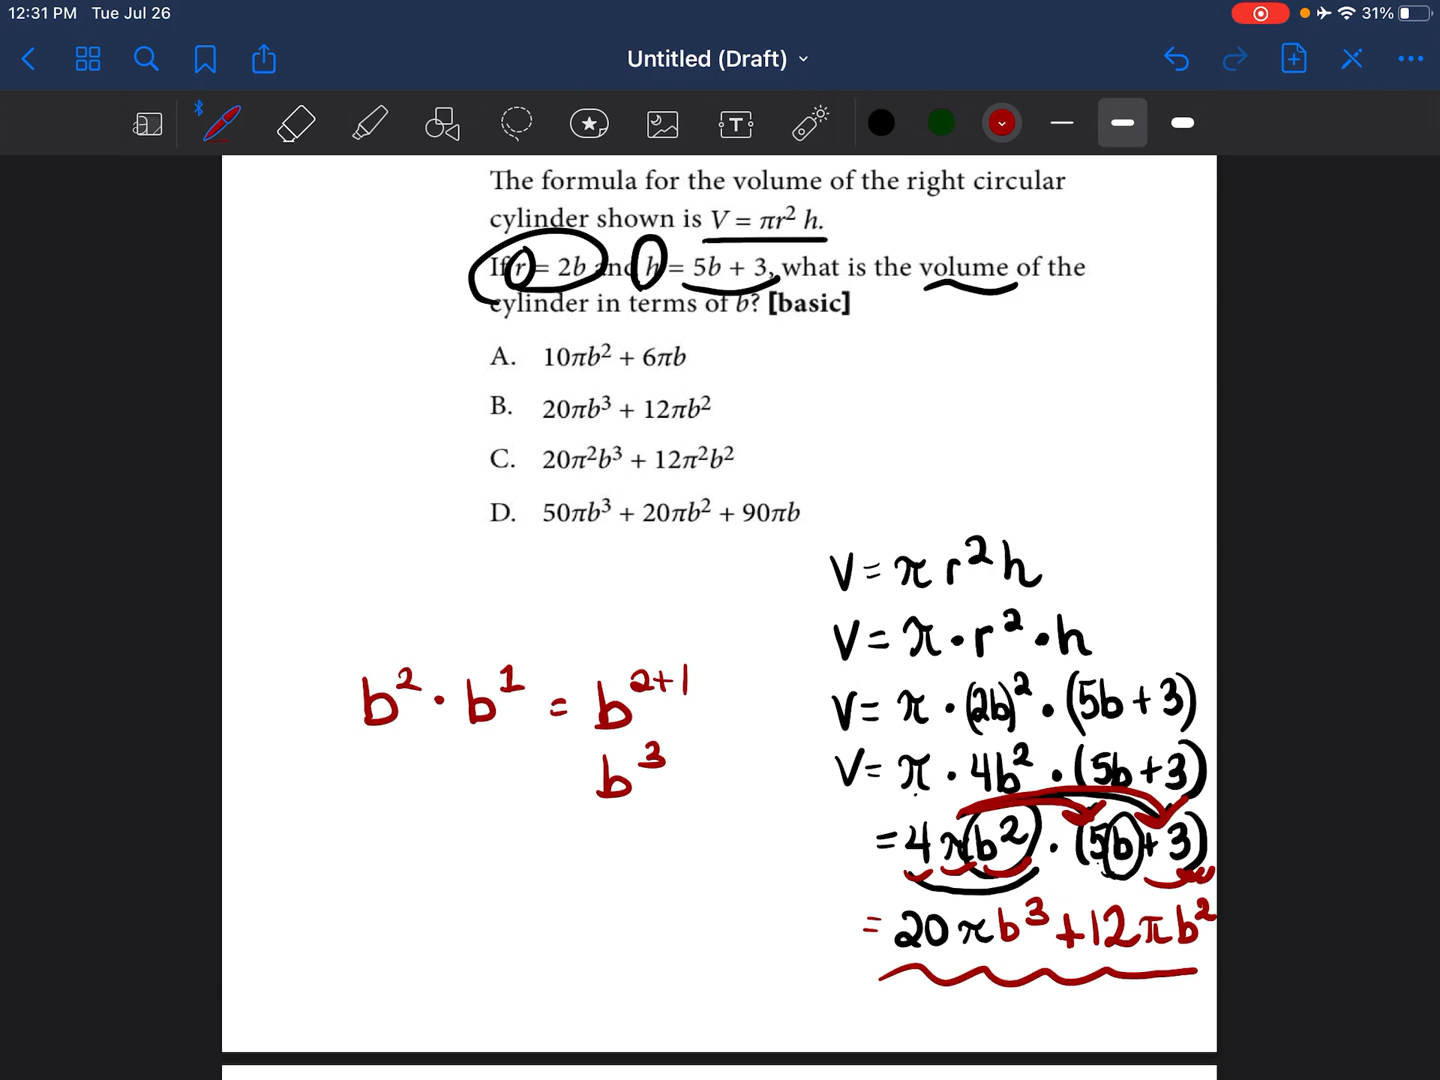 12:31 PM Tue Jul 26
31%
Untitled (Draft)
The formula for the volume of the right circular
cylinder shown is V = πr² h.
If r = 2b and h = 5b + 3, what is the volume of the
cylinder in terms of b? [basic]
A. 10πb² + 6πb
B. 20πb³ + 12πb²
C. 20π²b³ + 12π²b²
D. 50πb³ + 20πb² + 90πb
V = π r² h
V = π • r² • h
V = π • (2b)² • (5b + 3)
V = π • 4b² • (5b + 3)
= 4πb² • (5b + 3)
= 20πb³ + 12πb²
b² • b¹ = b²⁺¹
b³